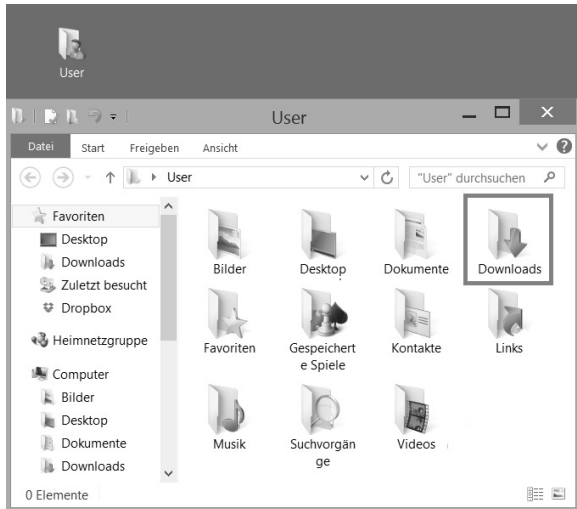 User
User
Datei Start Freigeben Ansicht
User
"User" durchsuchen
Favoriten
Desktop
Downloads
Zuletzt besucht
Dropbox
Heimnetzgruppe
Computer
Bilder
Desktop
Dokumente
Downloads
Bilder Desktop Dokumente Downloads
Favoriten Gespeichert Kontakte Links
e Spiele
Musik Suchvorgän Videos
ge
0 Elemente